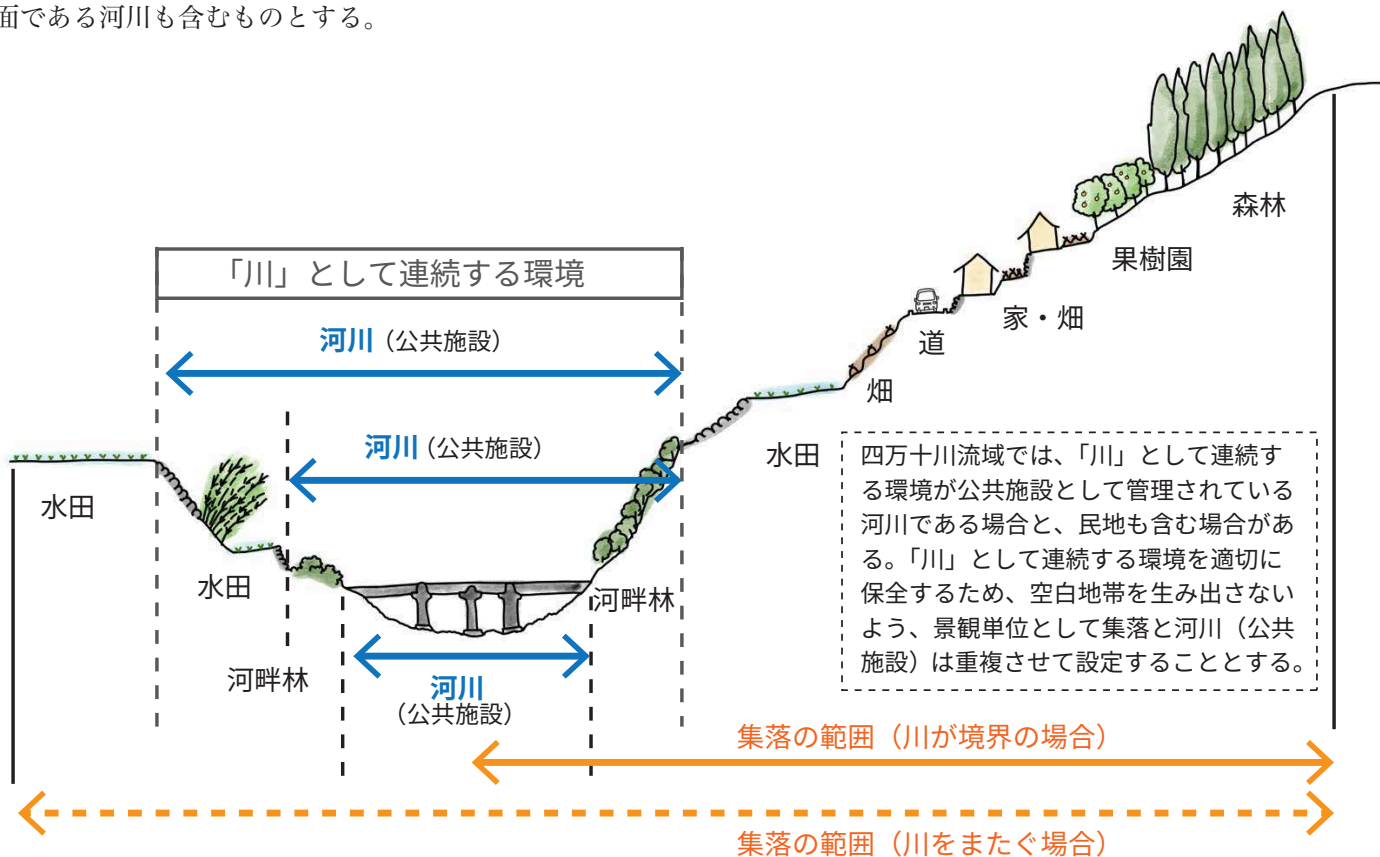 面である河川も含むものとする。
森林
果樹園
「川」として連続する環境
家・畑
河川（公共施設）
道
畑
河川（公共施設）
水田
四万十川流域では、「川」として連続す
る環境が公共施設として管理されている
河川である場合と、民地も含む場合があ
る。「川」として連続する環境を適切に
保全するため、空白地帯を生み出さない
よう、景観単位として集落と河川（公共
施設）は重複させて設定することとする。
水田
水田
河畔林
河畔林
河川
（公共施設）
集落の範囲（川が境界の場合）
集落の範囲（川をまたぐ場合）